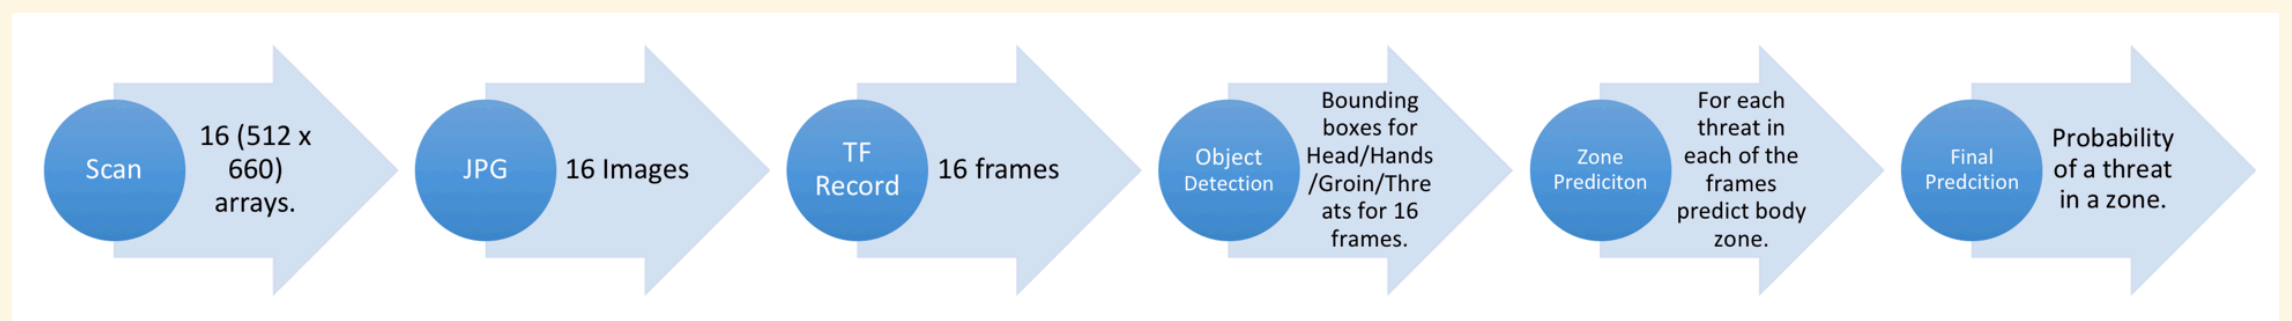 Scan
16 (512 x
660)
arrays.
JPG
16 Images
TF
Record
16 frames
Object
Detection
Bounding
boxes for
Head/Hands
/Groin/Thre
ats for 16
frames.
Zone
Prediciton
For each
threat in
each of the
frames
predict body
zone.
Final
Predcition
Probability
of a threat
in a zone.